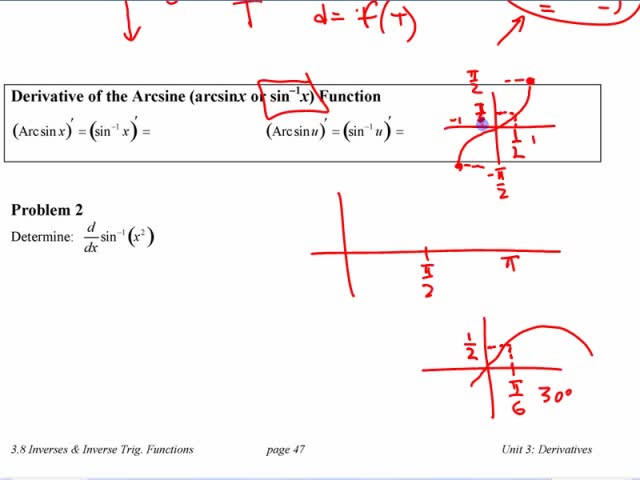 d = f(T)
= -)
Derivative of the Arcsine (arcsinx or sin⁻¹x) Function
(Arcsin x)′ = (sin⁻¹ x)′ =
(Arcsin u)′ = (sin⁻¹ u)′ =
π/2
-1
1/2 1
-π/2
Problem 2
Determine: d/dx sin⁻¹(x²)
π/2 π
1/2
π/6 30°
3.8 Inverses & Inverse Trig. Functions page 47 Unit 3: Derivatives